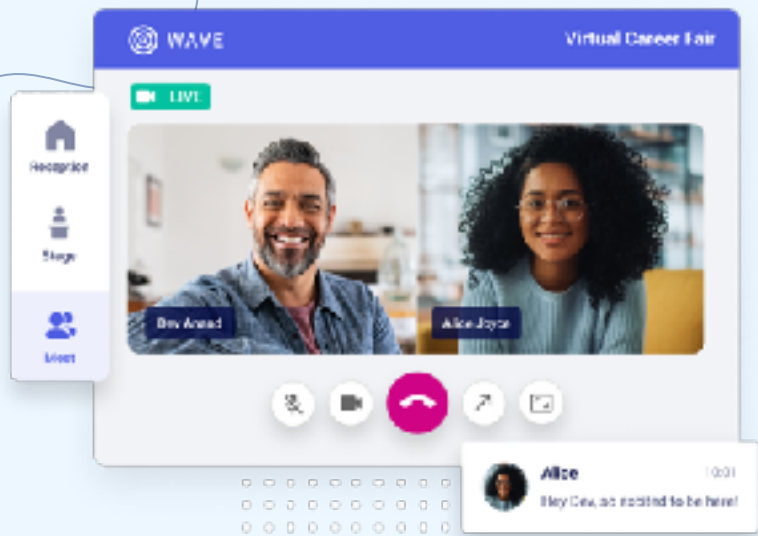 WAVE
Virtual Career Fair
LIVE
Reception
Stage
Meet
Dev Anand
Alice Joyce
Alice
10:01
Hey Dev, so excited to be here!